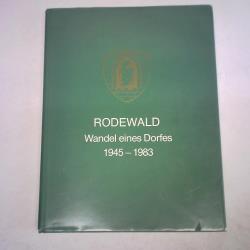 RODEWALD
Wandel eines Dorfes
1945 – 1983